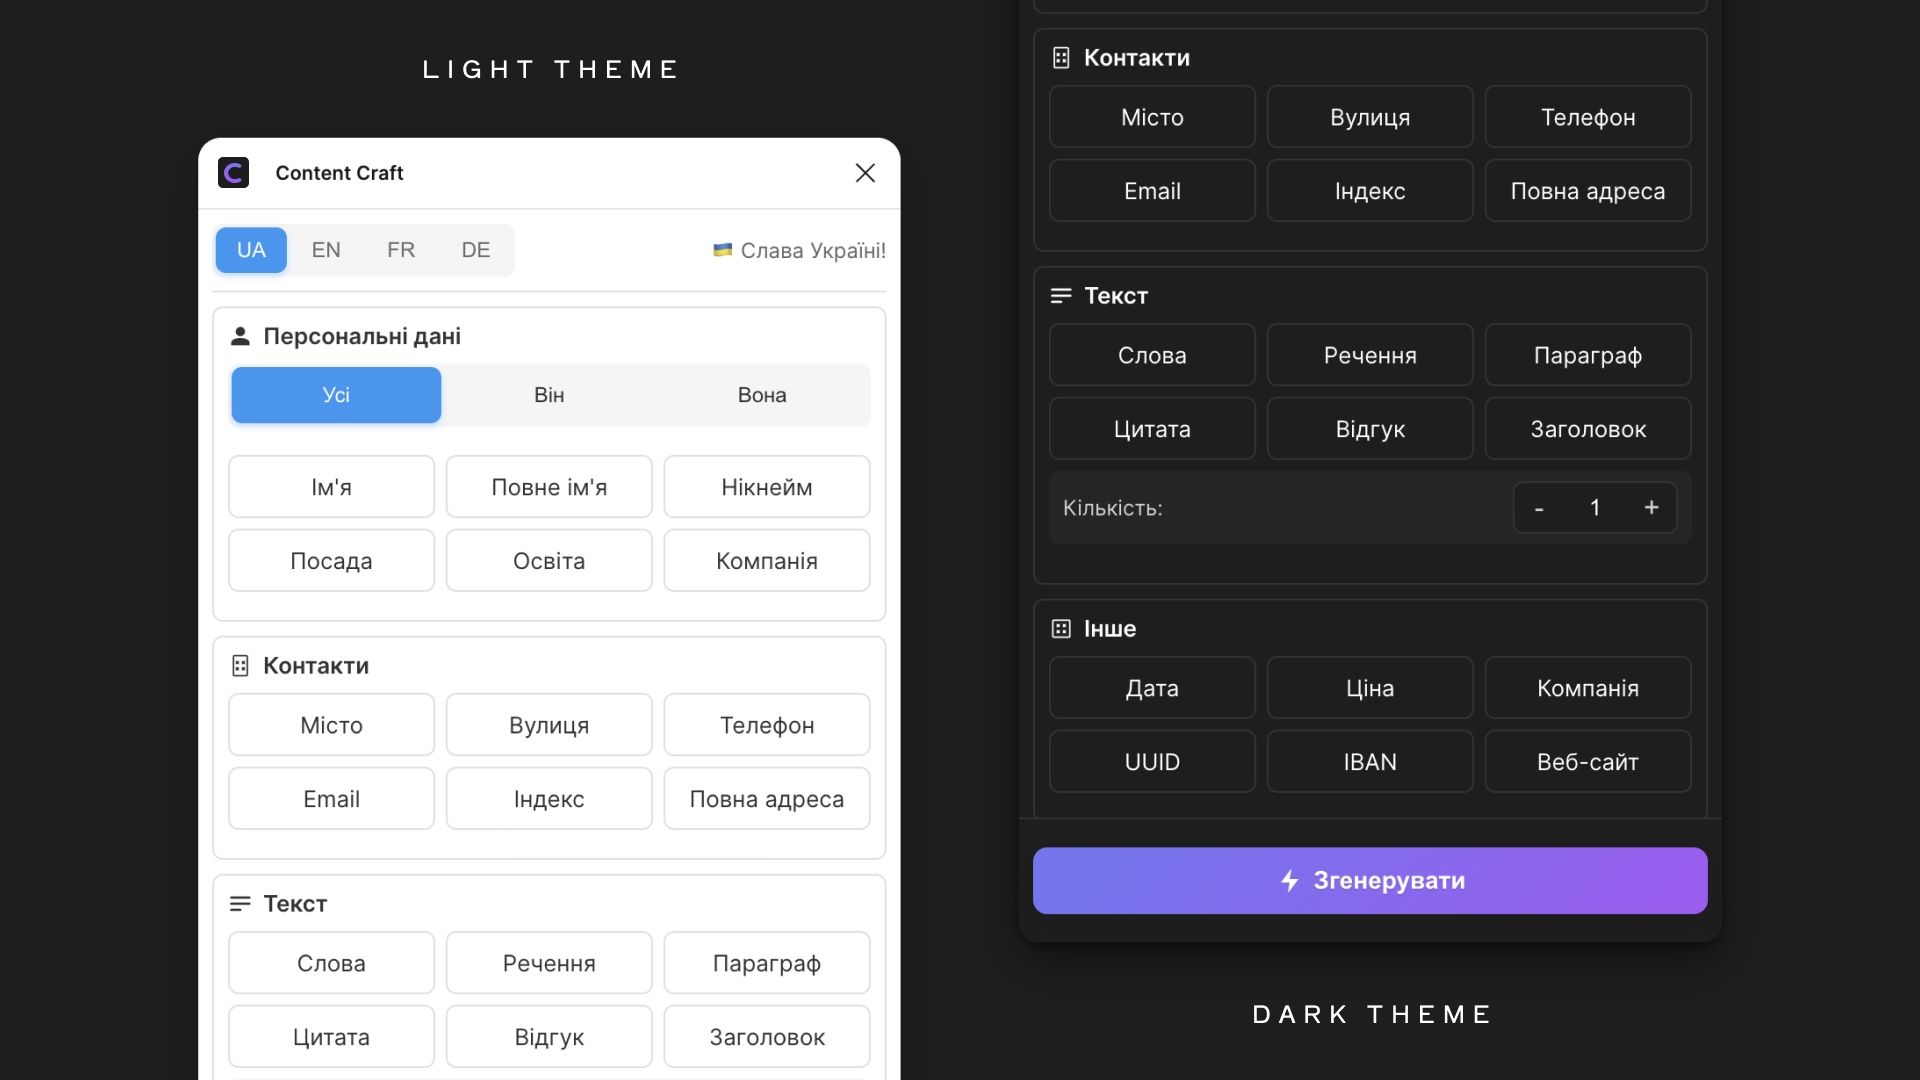 LIGHT THEME
Content Craft
UA EN FR DE
🇺🇦 Слава Україні!
Персональні дані
Усі Він Вона
Ім'я Повне ім'я Нікнейм
Посада Освіта Компанія
Контакти
Місто Вулиця Телефон
Email Індекс Повна адреса
Текст
Слова Речення Параграф
Цитата Відгук Заголовок
Контакти
Місто Вулиця Телефон
Email Індекс Повна адреса
Текст
Слова Речення Параграф
Цитата Відгук Заголовок
Кількість: - 1 +
Інше
Дата Ціна Компанія
UUID IBAN Веб-сайт
Згенерувати
DARK THEME